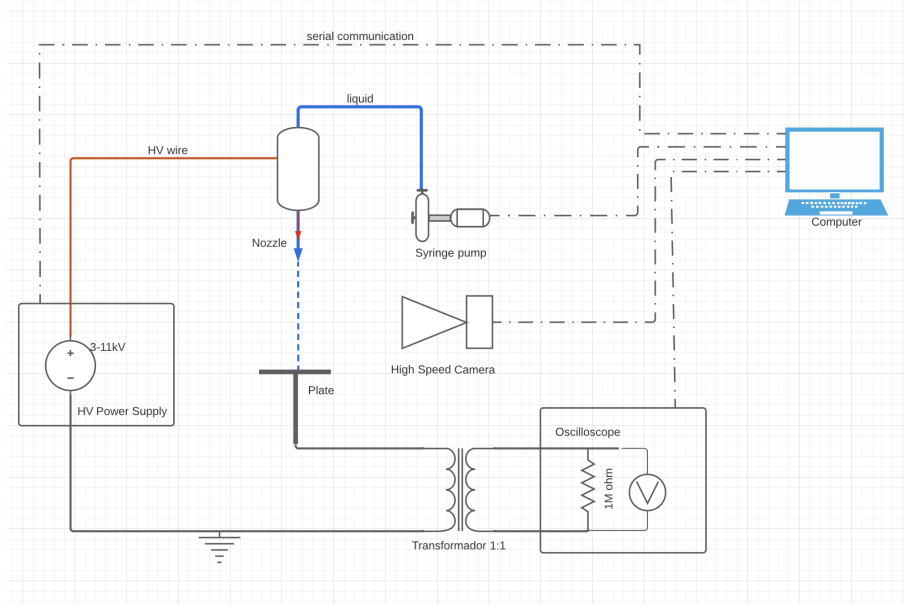 serial communication
liquid
HV wire
Computer
Nozzle
Syringe pump
3-11kV
+
−
High Speed Camera
Plate
HV Power Supply
Oscilloscope
1M ohm
V
Transformador 1:1